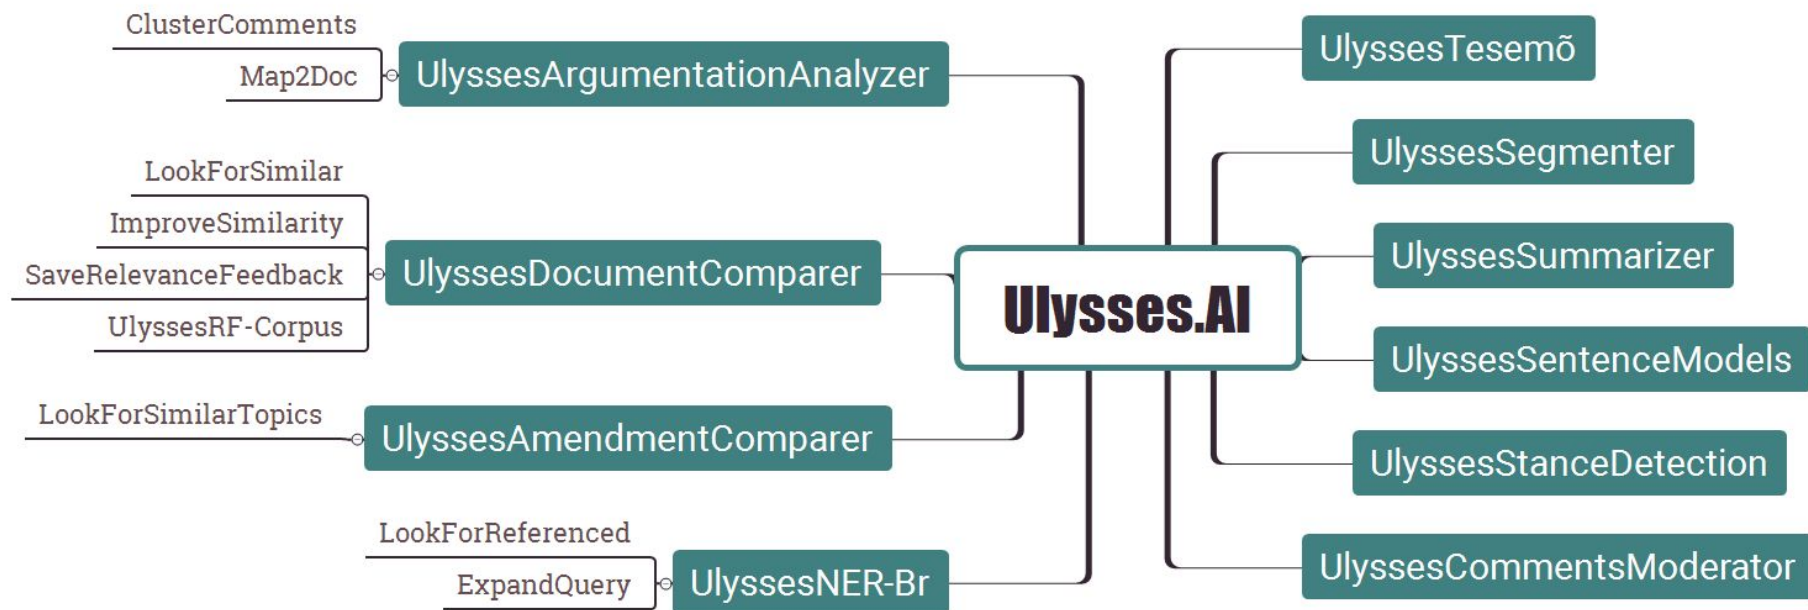 ClusterComments
Map2Doc
UlyssesArgumentationAnalyzer
LookForSimilar
ImproveSimilarity
SaveRelevanceFeedback
UlyssesRF-Corpus
UlyssesDocumentComparer
LookForSimilarTopics
UlyssesAmendmentComparer
LookForReferenced
ExpandQuery
UlyssesNER-Br
Ulysses.AI
UlyssesTesemõ
UlyssesSegmenter
UlyssesSummarizer
UlyssesSentenceModels
UlyssesStanceDetection
UlyssesCommentsModerator